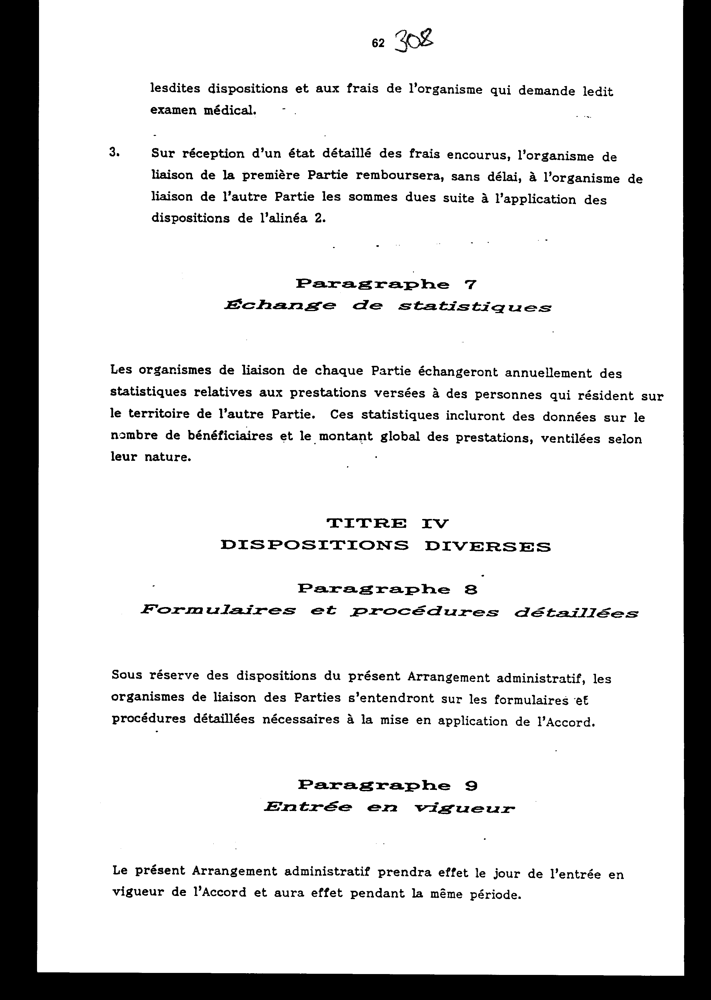 62 308
lesdites dispositions et aux frais de l'organisme qui demande ledit
examen médical.
3. Sur réception d'un état détaillé des frais encourus, l'organisme de
liaison de la première Partie remboursera, sans délai, à l'organisme de
liaison de l'autre Partie les sommes dues suite à l'application des
dispositions de l'alinéa 2.
Paragraphe 7
Échange de statistiques
Les organismes de liaison de chaque Partie échangeront annuellement des
statistiques relatives aux prestations versées à des personnes qui résident sur
le territoire de l'autre Partie. Ces statistiques incluront des données sur le
nombre de bénéficiaires et le montant global des prestations, ventilées selon
leur nature.
TITRE IV
DISPOSITIONS DIVERSES
Paragraphe 8
Formulaires et procédures détaillées
Sous réserve des dispositions du présent Arrangement administratif, les
organismes de liaison des Parties s'entendront sur les formulaires et
procédures détaillées nécessaires à la mise en application de l'Accord.
Paragraphe 9
Entrée en vigueur
Le présent Arrangement administratif prendra effet le jour de l'entrée en
vigueur de l'Accord et aura effet pendant la même période.